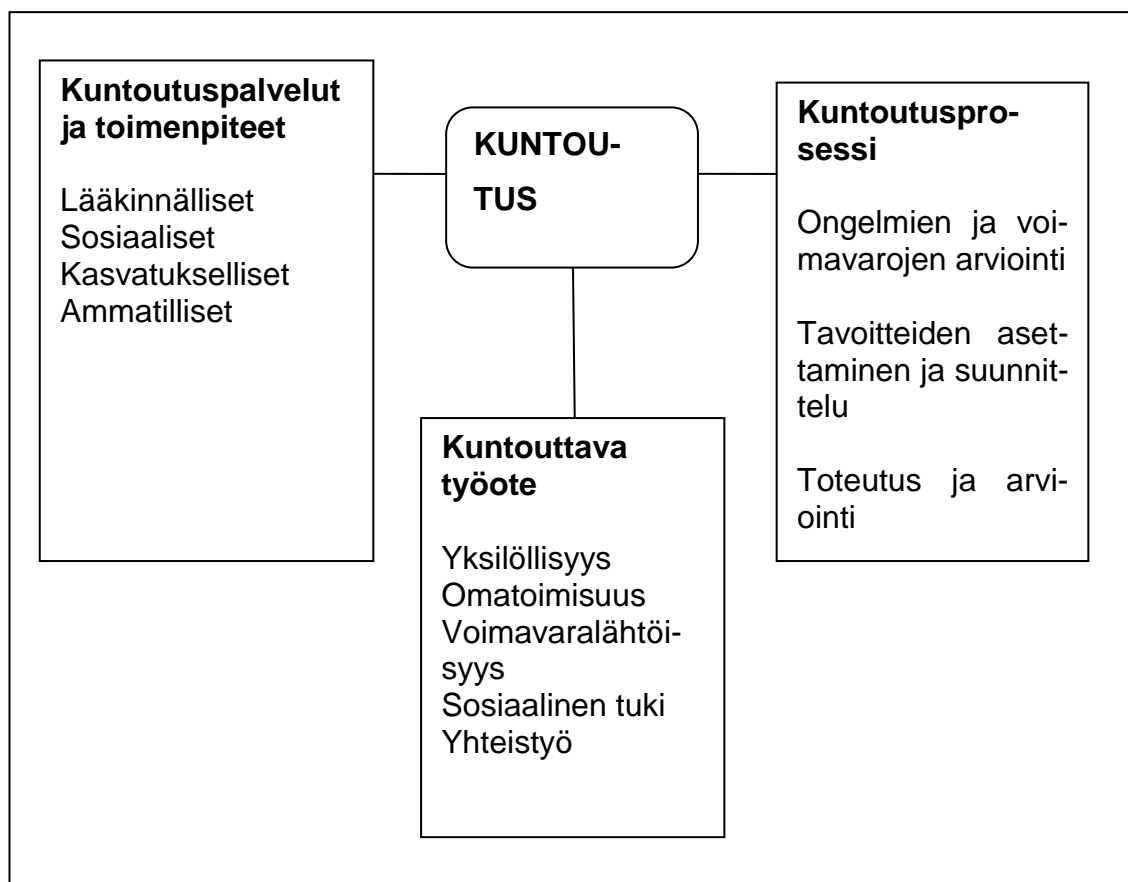 Kuntoutuspalvelut
ja toimenpiteet
Lääkinnälliset
Sosiaaliset
Kasvatukselliset
Ammatilliset
KUNTOU-
TUS
Kuntoutuspro-
sessi
Ongelmien ja voi-
mavarojen arviointi
Tavoitteiden aset-
taminen ja suunnit-
telu
Toteutus ja arvi-
ointi
Kuntouttava
työote
Yksilöllisyys
Omatoimisuus
Voimavaralähtöi-
syys
Sosiaalinen tuki
Yhteistyö